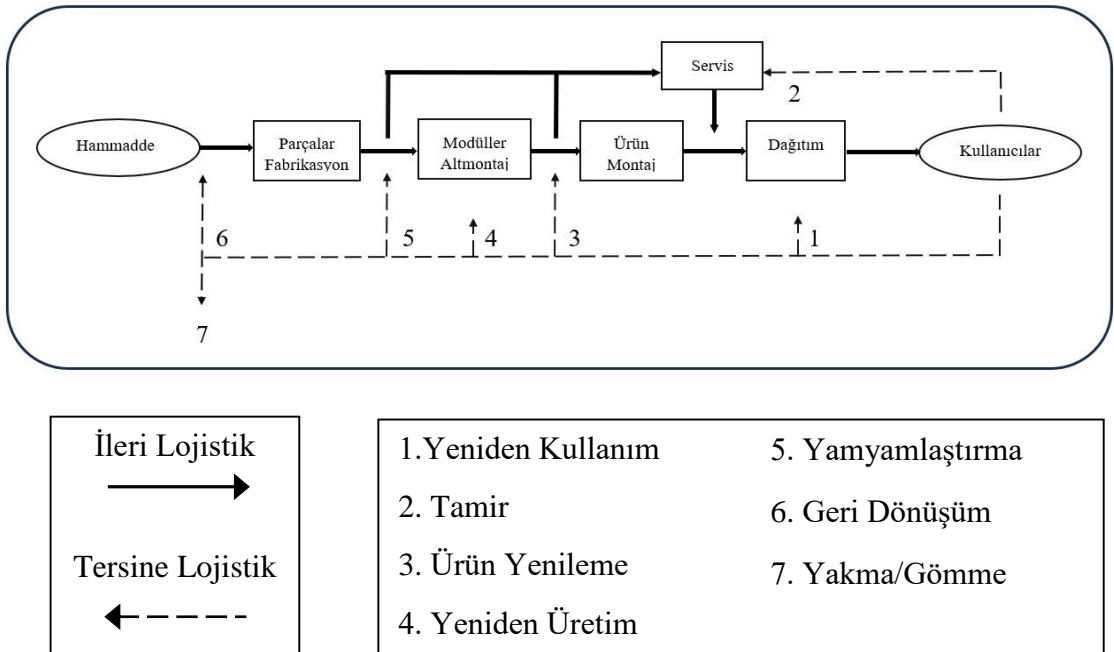 Servis
2
Hammadde
Parçalar
Fabrikasyon
Modüller
Altmontaj
Ürün
Montaj
Dağıtım
Kullanıcılar
6
5
4
3
1
7
İleri Lojistik
Tersine Lojistik
1.Yeniden Kullanım
2. Tamir
3. Ürün Yenileme
4. Yeniden Üretim
5. Yamyamlaştırma
6. Geri Dönüşüm
7. Yakma/Gömme